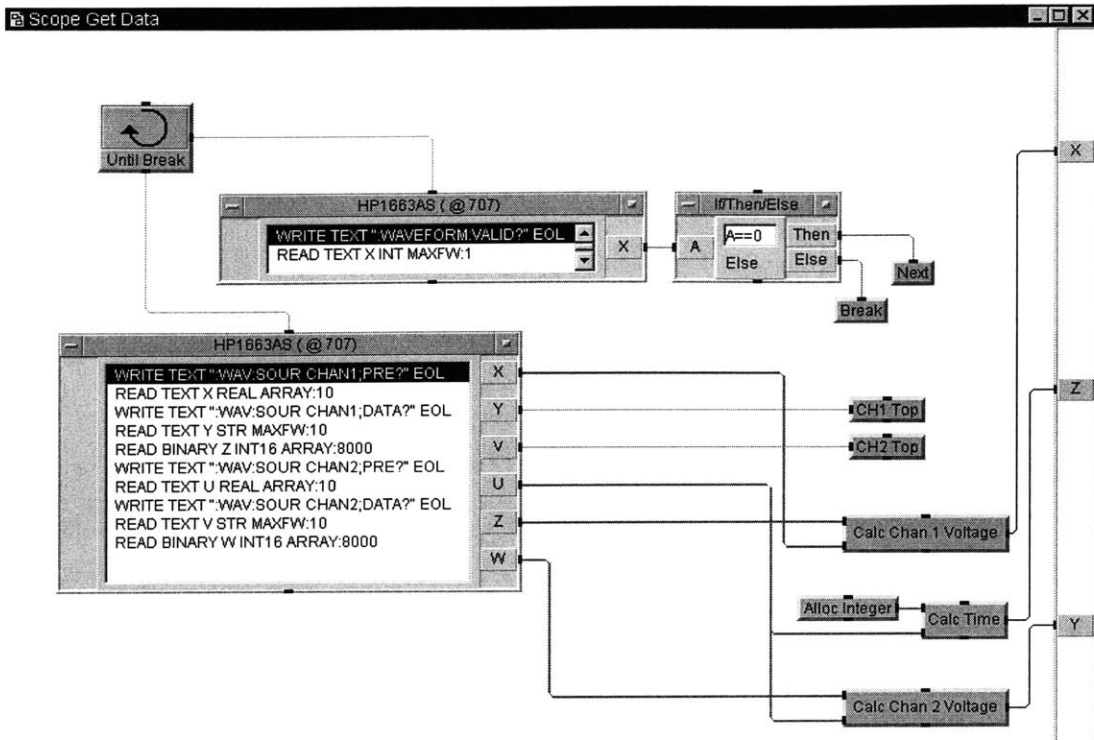 Scope Get Data
Until Break
HP1663AS ( @ 707)
WRITE TEXT ":WAVEFORM:VALID?" EOL
READ TEXT X INT MAXFW:1
X
If/Then/Else
A
A==0
Then
Else
Else
Next
Break
X
HP1663AS ( @ 707)
WRITE TEXT ":WAV:SOUR CHAN1;PRE?" EOL
READ TEXT X REAL ARRAY:10
WRITE TEXT ":WAV:SOUR CHAN1;DATA?" EOL
READ TEXT Y STR MAXFW:10
READ BINARY Z INT16 ARRAY:8000
WRITE TEXT ":WAV:SOUR CHAN2;PRE?" EOL
READ TEXT U REAL ARRAY:10
WRITE TEXT ":WAV:SOUR CHAN2;DATA?" EOL
READ TEXT V STR MAXFW:10
READ BINARY W INT16 ARRAY:8000
X
Y
V
U
Z
W
CH1 Top
CH2 Top
Z
Calc Chan 1 Voltage
Alloc Integer
Calc Time
Y
Calc Chan 2 Voltage